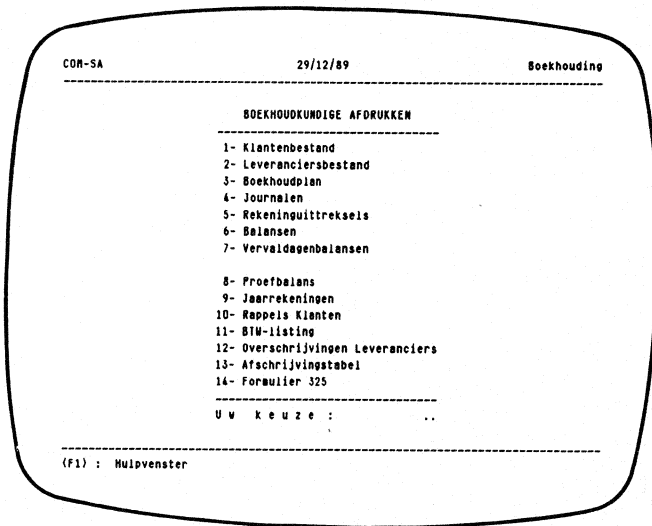 COM-SA 29/12/89 Boekhouding
--------------------------------------------------
BOEKHOUDKUNDIGE AFDRUKKEN
--------------------------------
1- Klantenbestand
2- Leveranciersbestand
3- Boekhoudplan
4- Journalen
5- Rekeninguittreksels
6- Balansen
7- Vervaldagenbalansen
8- Proefbalans
9- Jaarrekeningen
10- Rappels Klanten
11- BTW-listing
12- Overschrijvingen Leveranciers
13- Afschrijvingstabel
14- Formulier 325
--------------------------------
U w k e u z e : ..
--------------------------------------------------
(F1) : Hulpvenster